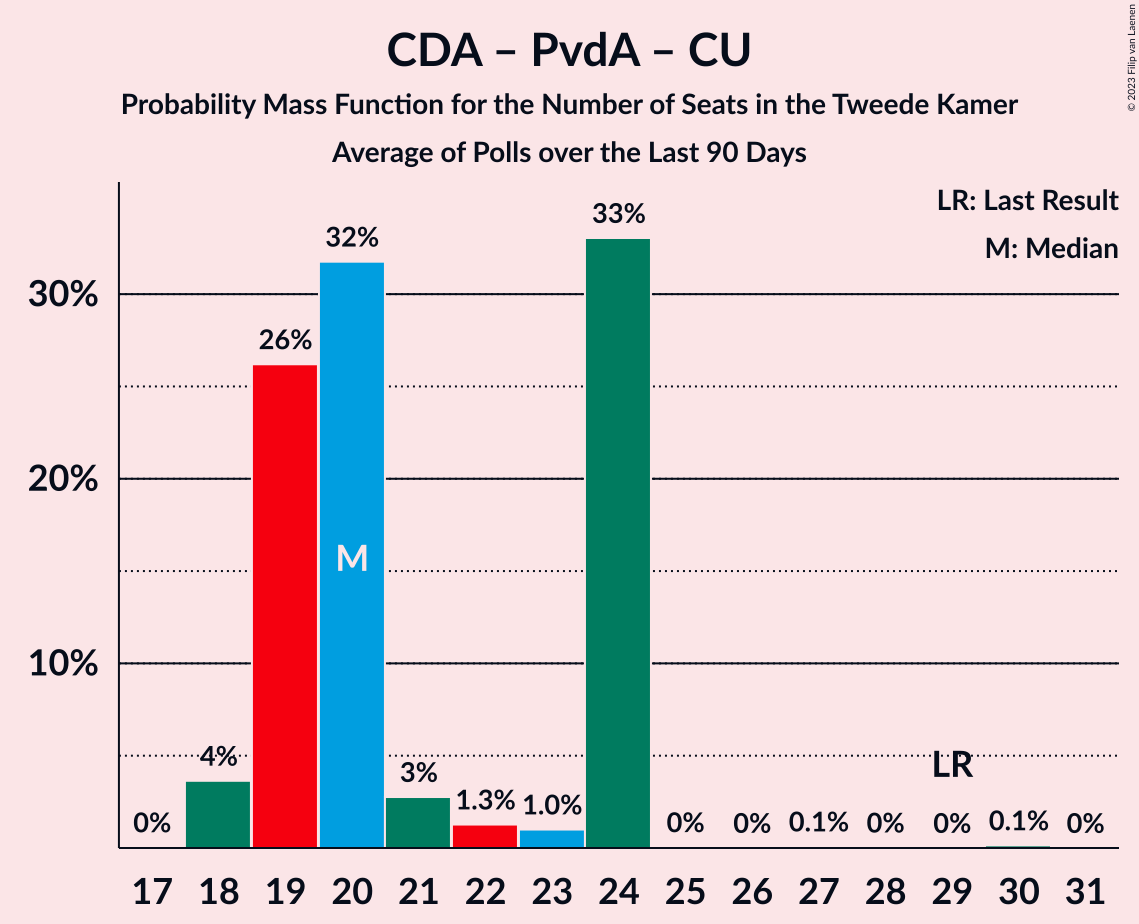 CDA – PvdA – CU
Probability Mass Function for the Number of Seats in the Tweede Kamer
Average of Polls over the Last 90 Days
© 2023 Filip van Laenen
LR: Last Result
M: Median
30%
20%
10%
0%
4%
26%
32%
3%
1.3%
1.0%
33%
0%
0%
0.1%
0%
0%
0.1%
0%
M
LR
17 18 19 20 21 22 23 24 25 26 27 28 29 30 31